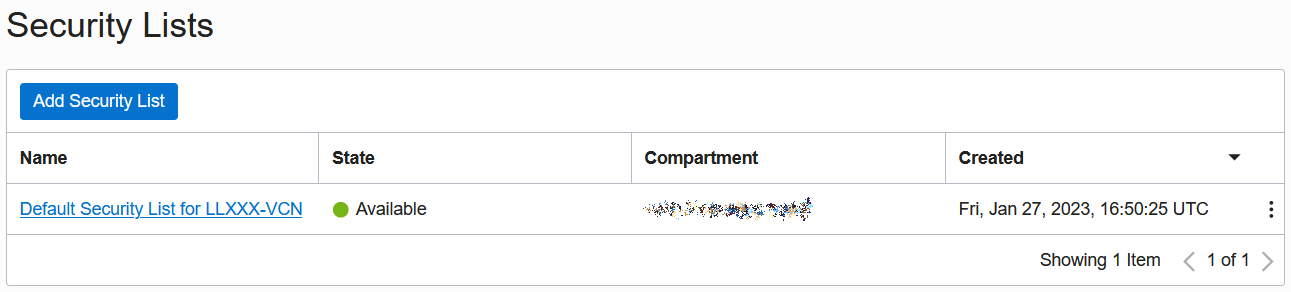 Security Lists
Add Security List
Name State Compartment Created
Default Security List for LLXXX-VCN Available Fri, Jan 27, 2023, 16:50:25 UTC
Showing 1 Item 1 of 1